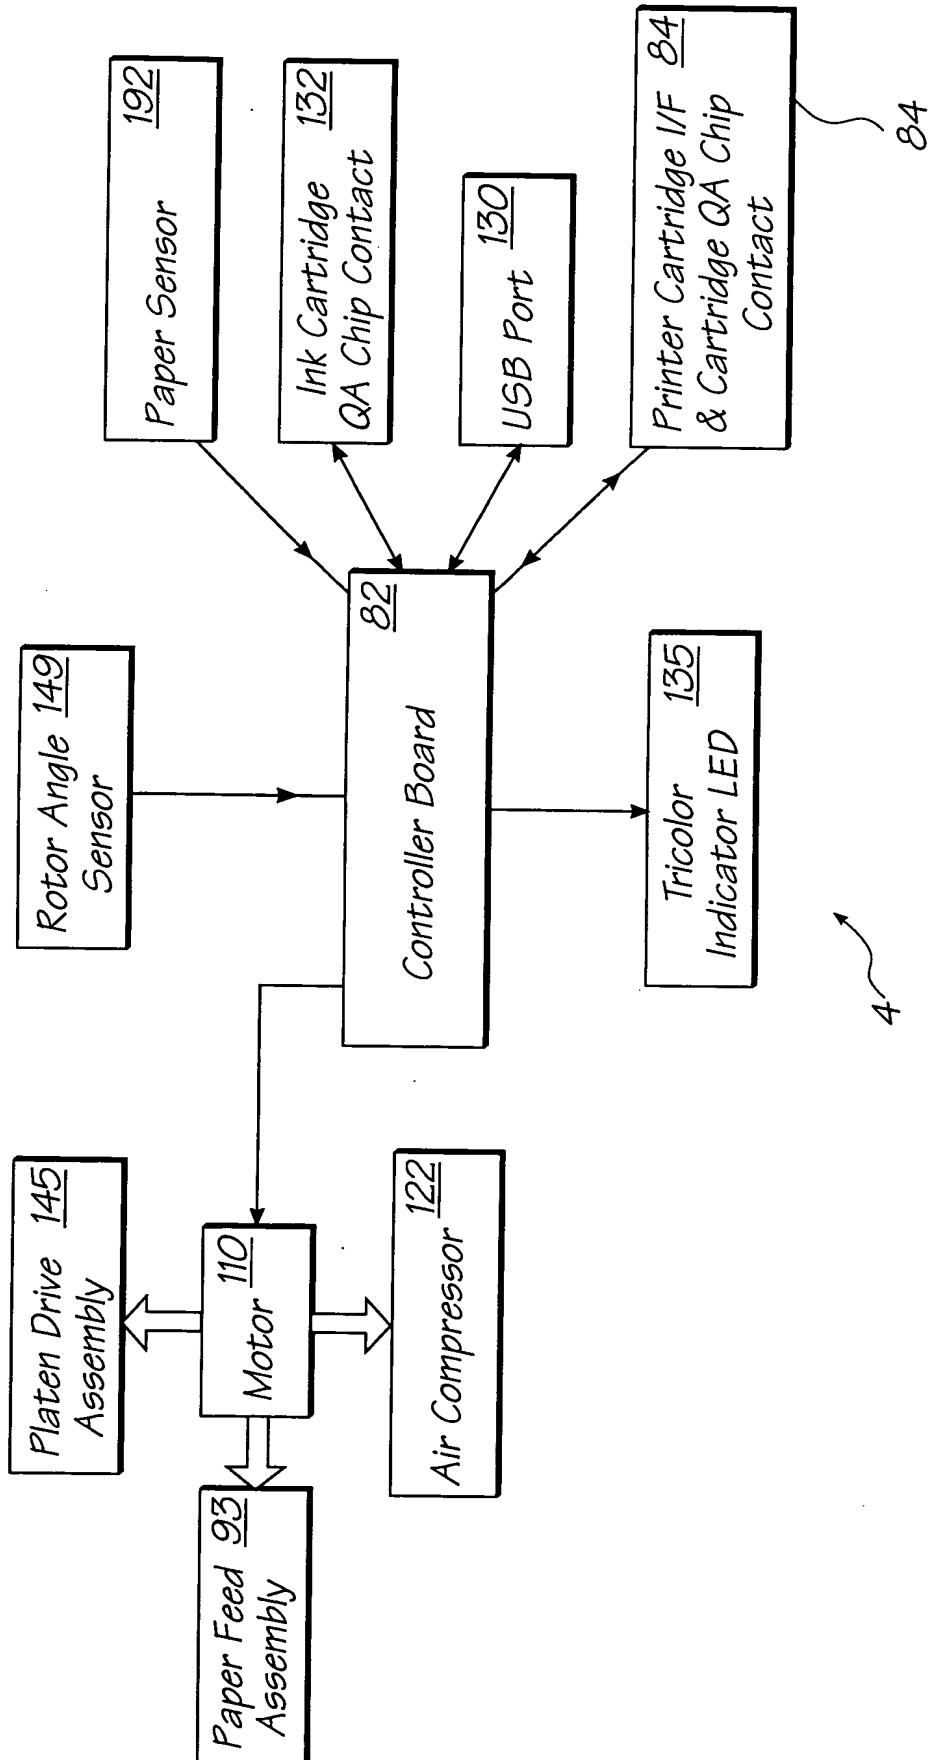 Paper Feed 93
Assembly
Platen Drive 145
Assembly
Motor 110
Air Compressor 122
Rotor Angle 149
Sensor
Controller Board 82
Tricolor 135
Indicator LED
Paper Sensor 192
Ink Cartridge 132
QA Chip Contact
USB Port 130
Printer Cartridge I/F 84
& Cartridge QA Chip
Contact
84
4